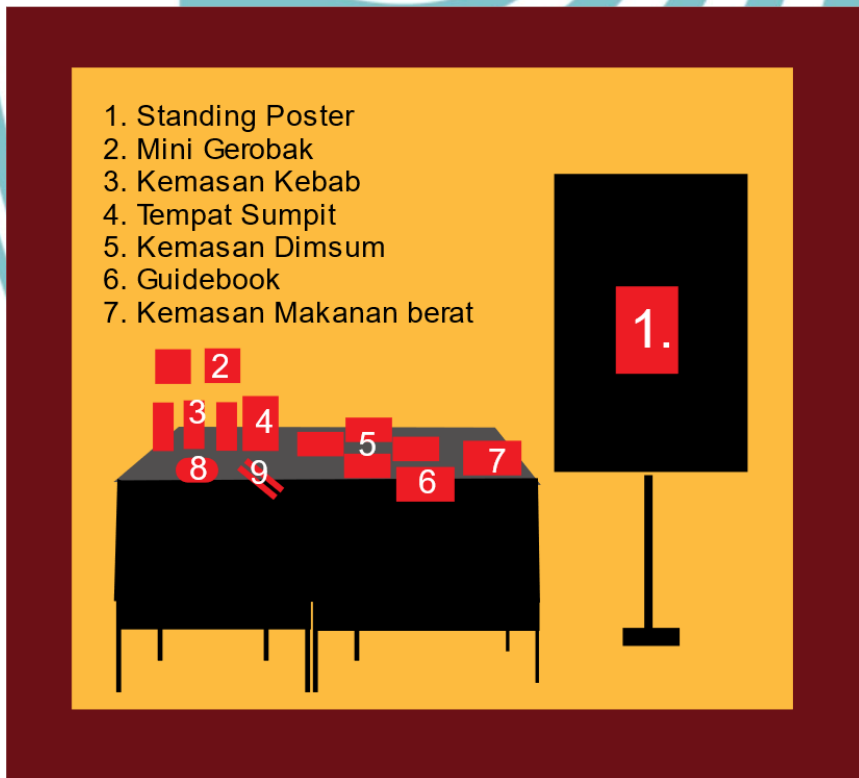 1. Standing Poster
2. Mini Gerobak
3. Kemasan Kebab
4. Tempat Sumpit
5. Kemasan Dimsum
6. Guidebook
7. Kemasan Makanan berat
1.
2
3
4
5
7
8
9
6